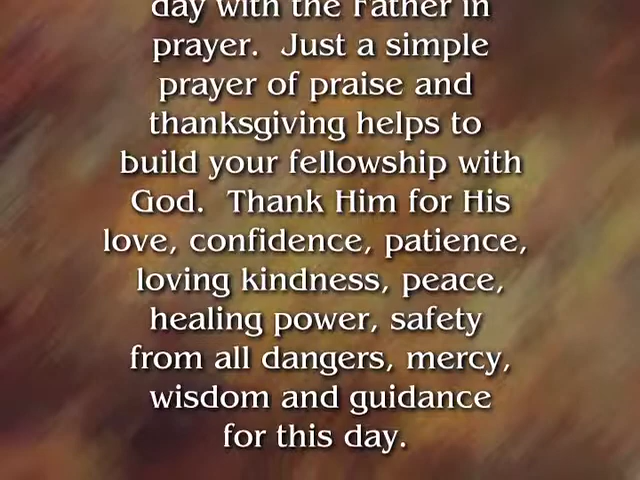 day with the Father in
prayer.  Just a simple
prayer of praise and
thanksgiving helps to
build your fellowship with
God.  Thank Him for His
love, confidence, patience,
loving kindness, peace,
healing power, safety
from all dangers, mercy,
wisdom and guidance
for this day.